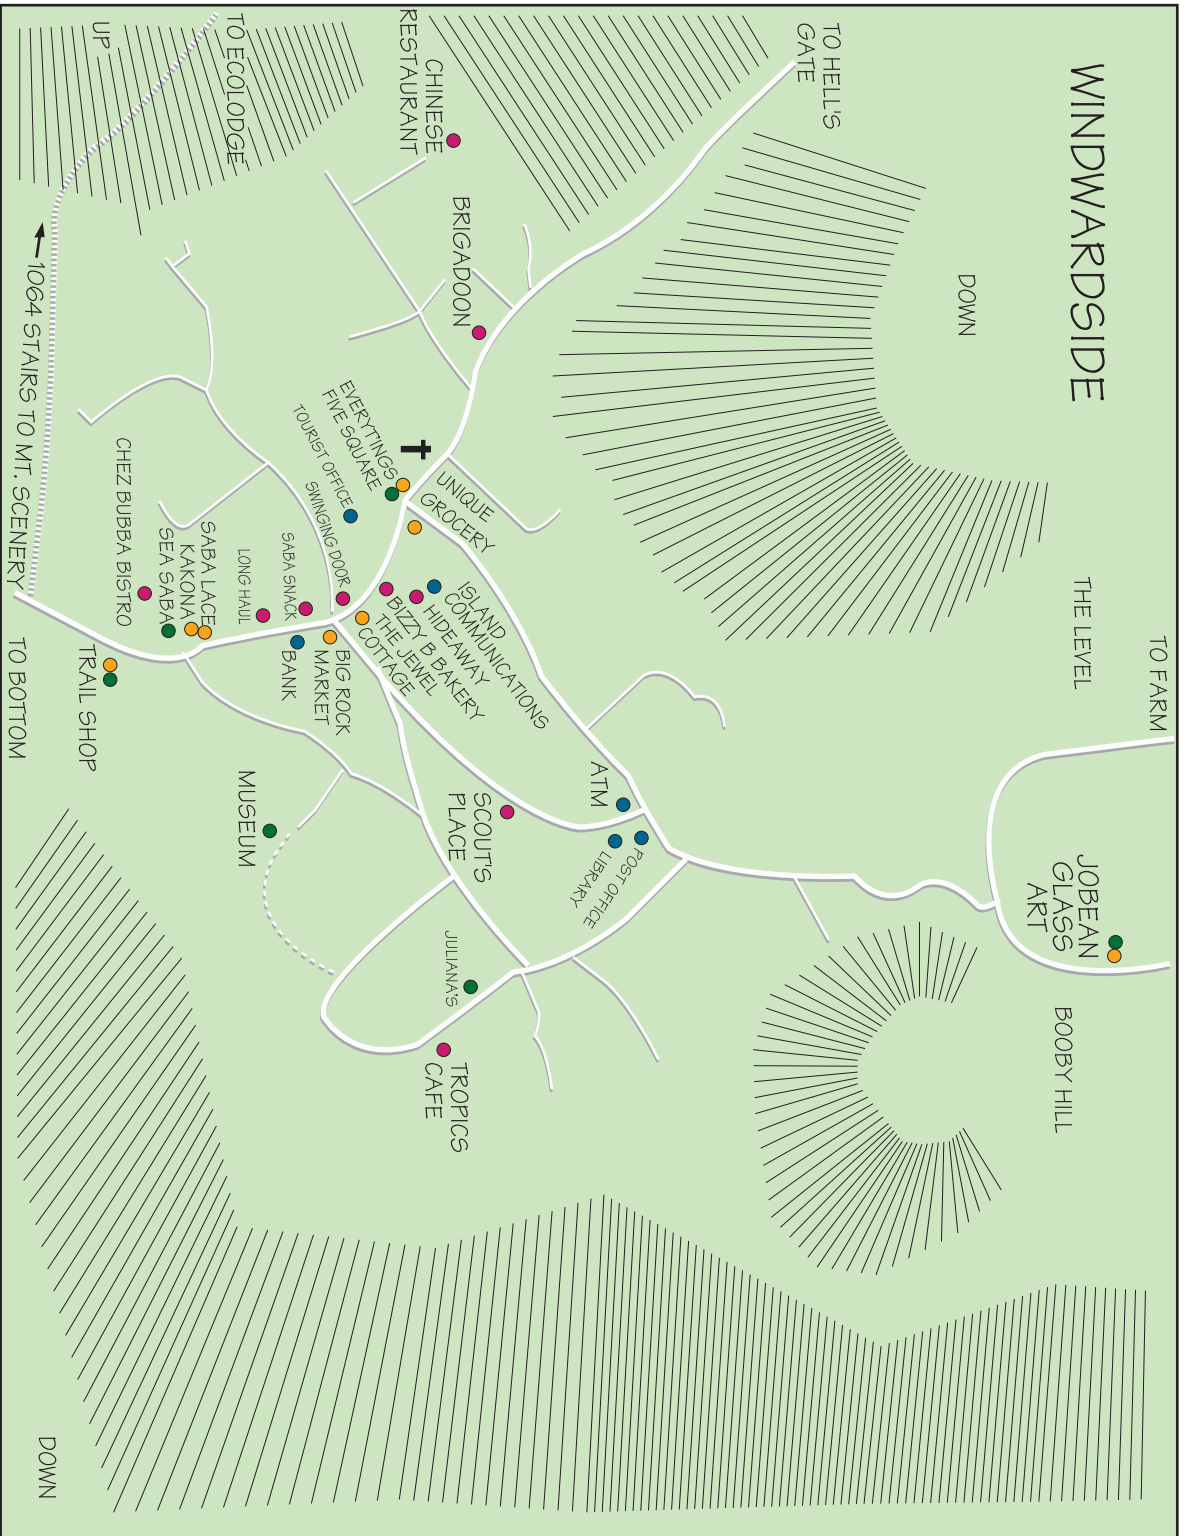 WINDWARDSIDE
TO HELL'S
GATE
DOWN
THE LEVEL
TO FARM
JOBEAN
GLASS
ART
BOOBY HILL
CHINESE
RESTAURANT
BRIGADOON
TO ECOLODGE
UP
1064 STAIRS TO MT. SCENERY
EVERYT'INGS
FIVE SQUARE
TOURIST OFFICE
SWINGING DOOR
UNIQUE
GROCERY
ISLAND
COMMUNICATIONS
HIDEAWAY
BIZZY B BAKERY
THE JEWEL
COTTAGE
BIG ROCK
MARKET
BANK
SABA SNACK
LONG HAUL
SABA LACE
KAKONA
SEA SABA
CHEZ BUBBA BISTRO
TRAIL SHOP
TO BOTTOM
ATM
POST OFFICE
LIBRARY
SCOUT'S
PLACE
MUSEUM
JULIANA'S
TROPICS
CAFE
DOWN